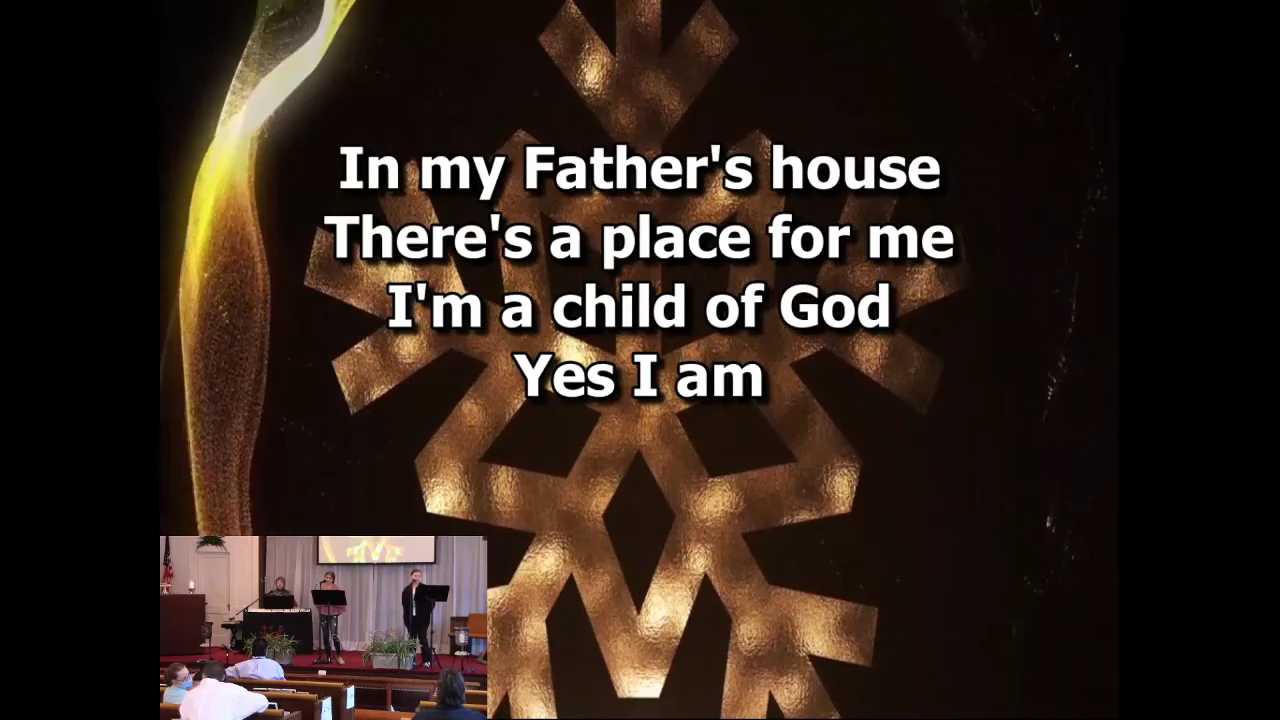 In my Father's house
There's a place for me
I'm a child of God
Yes I am